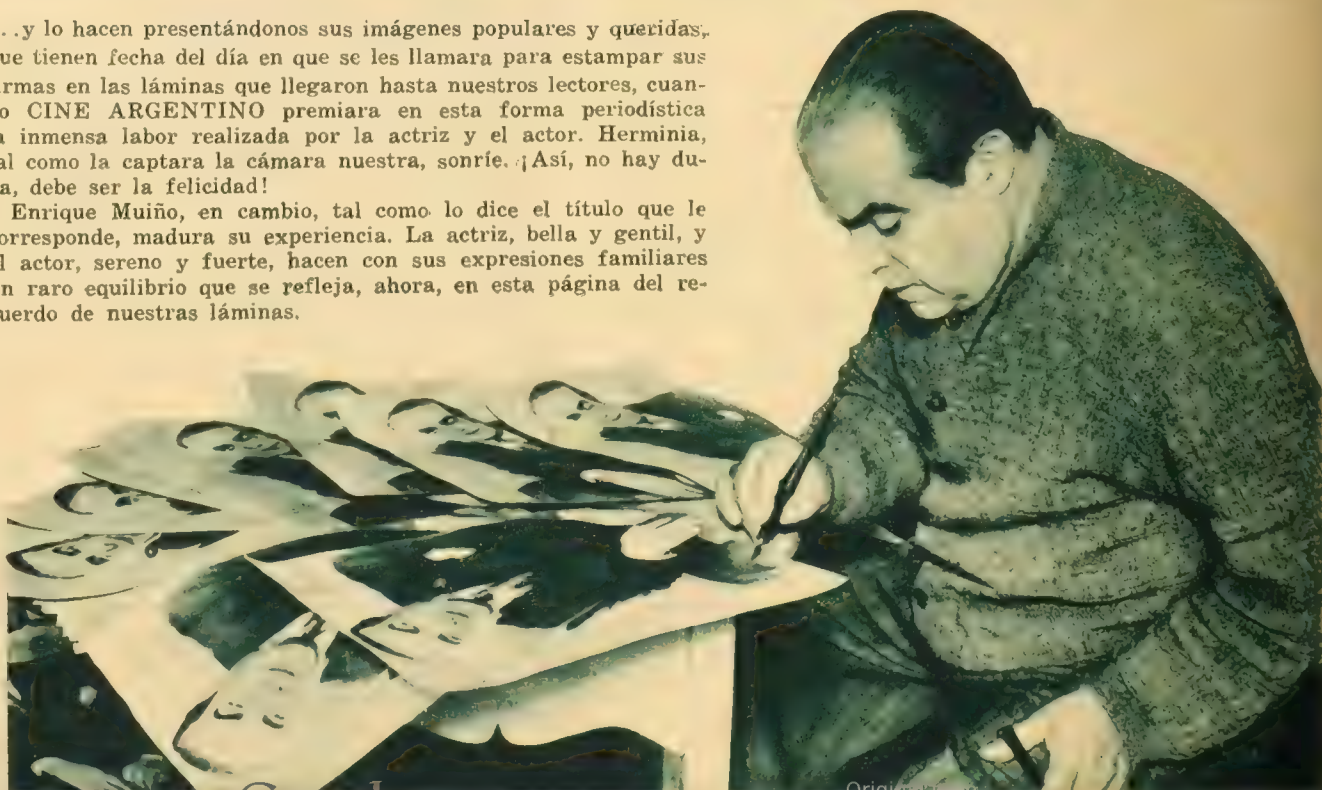 ..y lo hacen presentándonos sus imágenes populares y queridas,
ue tienen fecha del día en que se les llamara para estampar sus
rmas en las láminas que llegaron hasta nuestros lectores, cuan-
o CINE ARGENTINO premiara en esta forma periodística
a inmensa labor realizada por la actriz y el actor. Herminia,
al como la captara la cámara nuestra, sonríe. ¡Así, no hay du-
a, debe ser la felicidad!
Enrique Muiño, en cambio, tal como lo dice el título que le
orresponde, madura su experiencia. La actriz, bella y gentil, y
l actor, sereno y fuerte, hacen con sus expresiones familiares
n raro equilibrio que se refleja, ahora, en esta página del re-
uerdo de nuestras láminas.